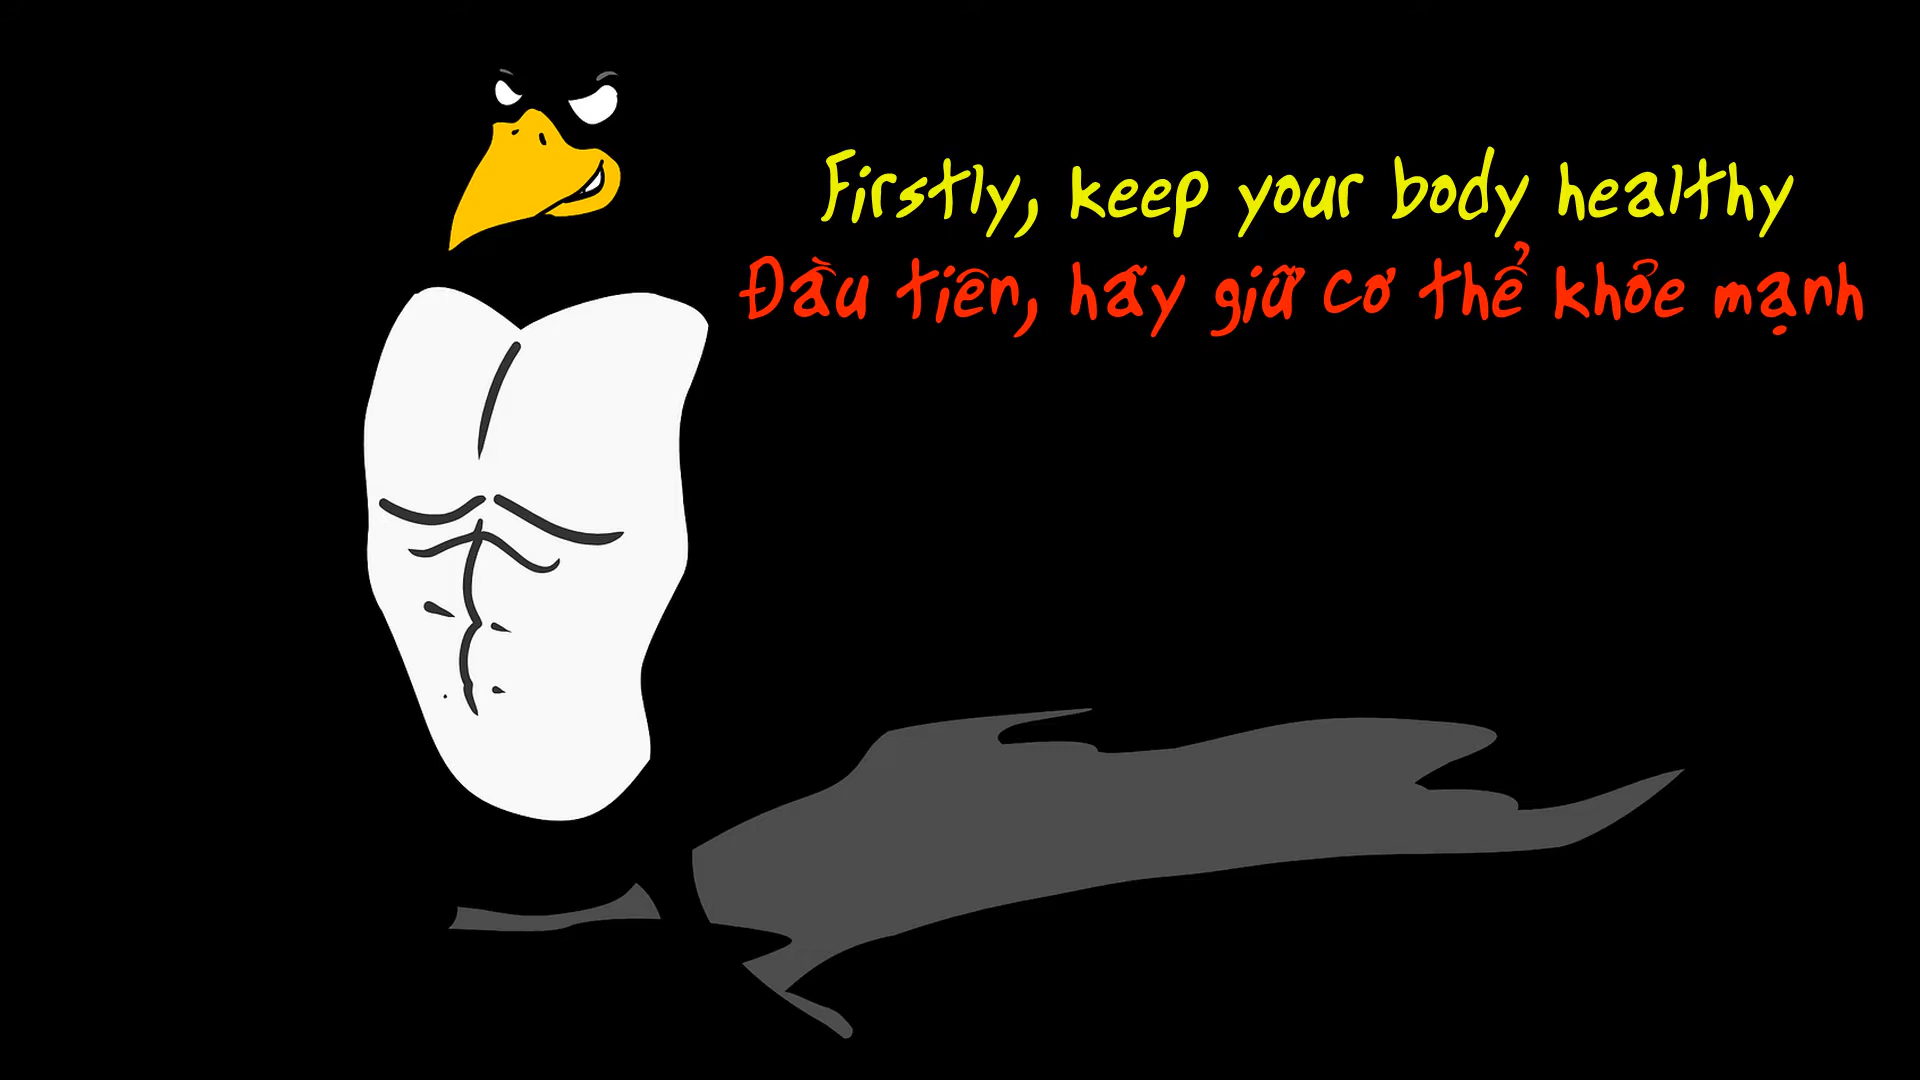 Firstly, keep your body healthy
Đầu tiên, hãy giữ cơ thể khỏe mạnh